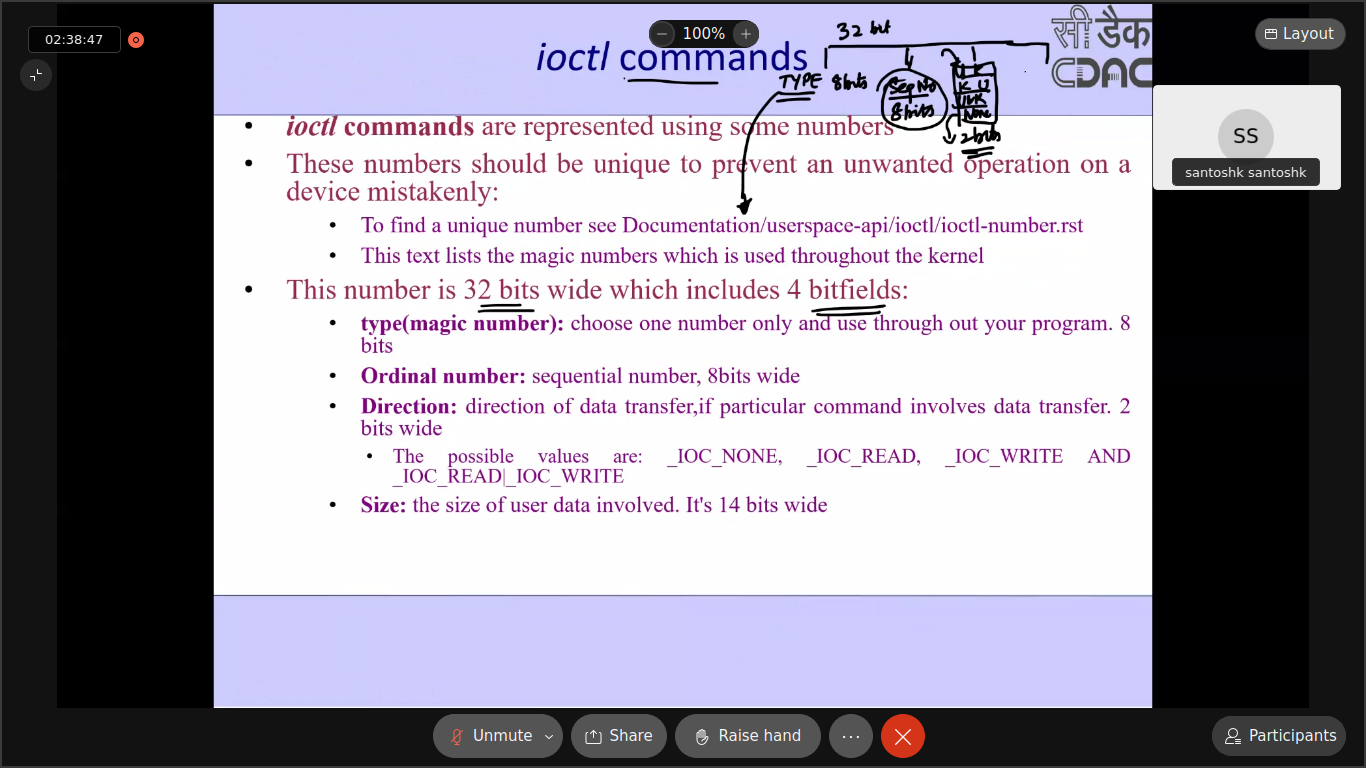 02:38:47
100%
Layout
32 bit
ioctl commands
सी डैक
CDAC
TYPE 8bits
SeqNo
8bits
None
2bits
SS
santoshk santoshk
• ioctl commands are represented using some numbers
• These numbers should be unique to prevent an unwanted operation on a
device mistakenly:
• To find a unique number see Documentation/userspace-api/ioctl/ioctl-number.rst
• This text lists the magic numbers which is used throughout the kernel
• This number is 32 bits wide which includes 4 bitfields:
• type(magic number): choose one number only and use through out your program. 8
bits
• Ordinal number: sequential number, 8bits wide
• Direction: direction of data transfer,if particular command involves data transfer. 2
bits wide
• The possible values are: _IOC_NONE, _IOC_READ, _IOC_WRITE AND
_IOC_READ|_IOC_WRITE
• Size: the size of user data involved. It's 14 bits wide
Unmute
Share
Raise hand
Participants